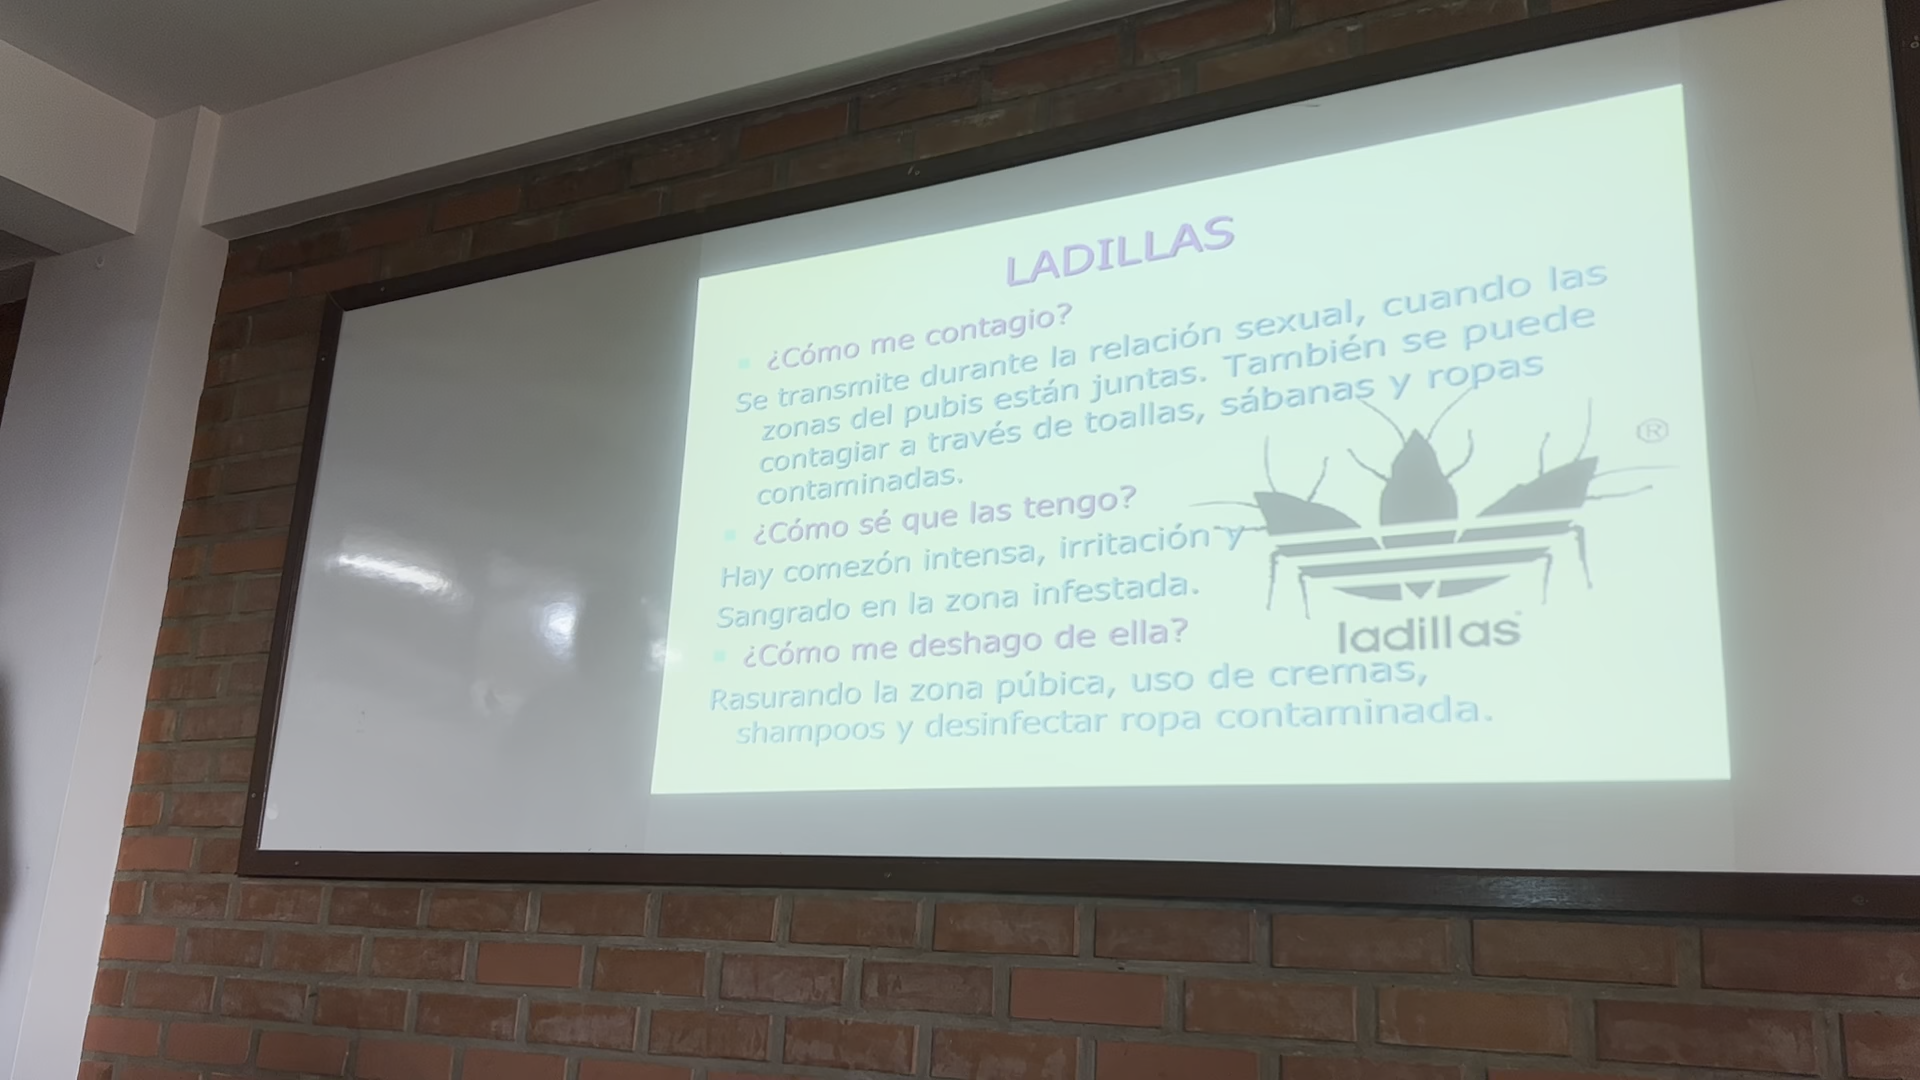 LADILLAS
¿Cómo me contagio?
Se transmite durante la relación sexual, cuando las
zonas del pubis están juntas. También se puede
contagiar a través de toallas, sábanas y ropas
contaminadas.
¿Cómo sé que las tengo?
Hay comezón intensa, irritación y
Sangrado en la zona infestada.
¿Cómo me deshago de ella?
Rasurando la zona púbica, uso de cremas,
shampoos y desinfectar ropa contaminada.
®
ladillas